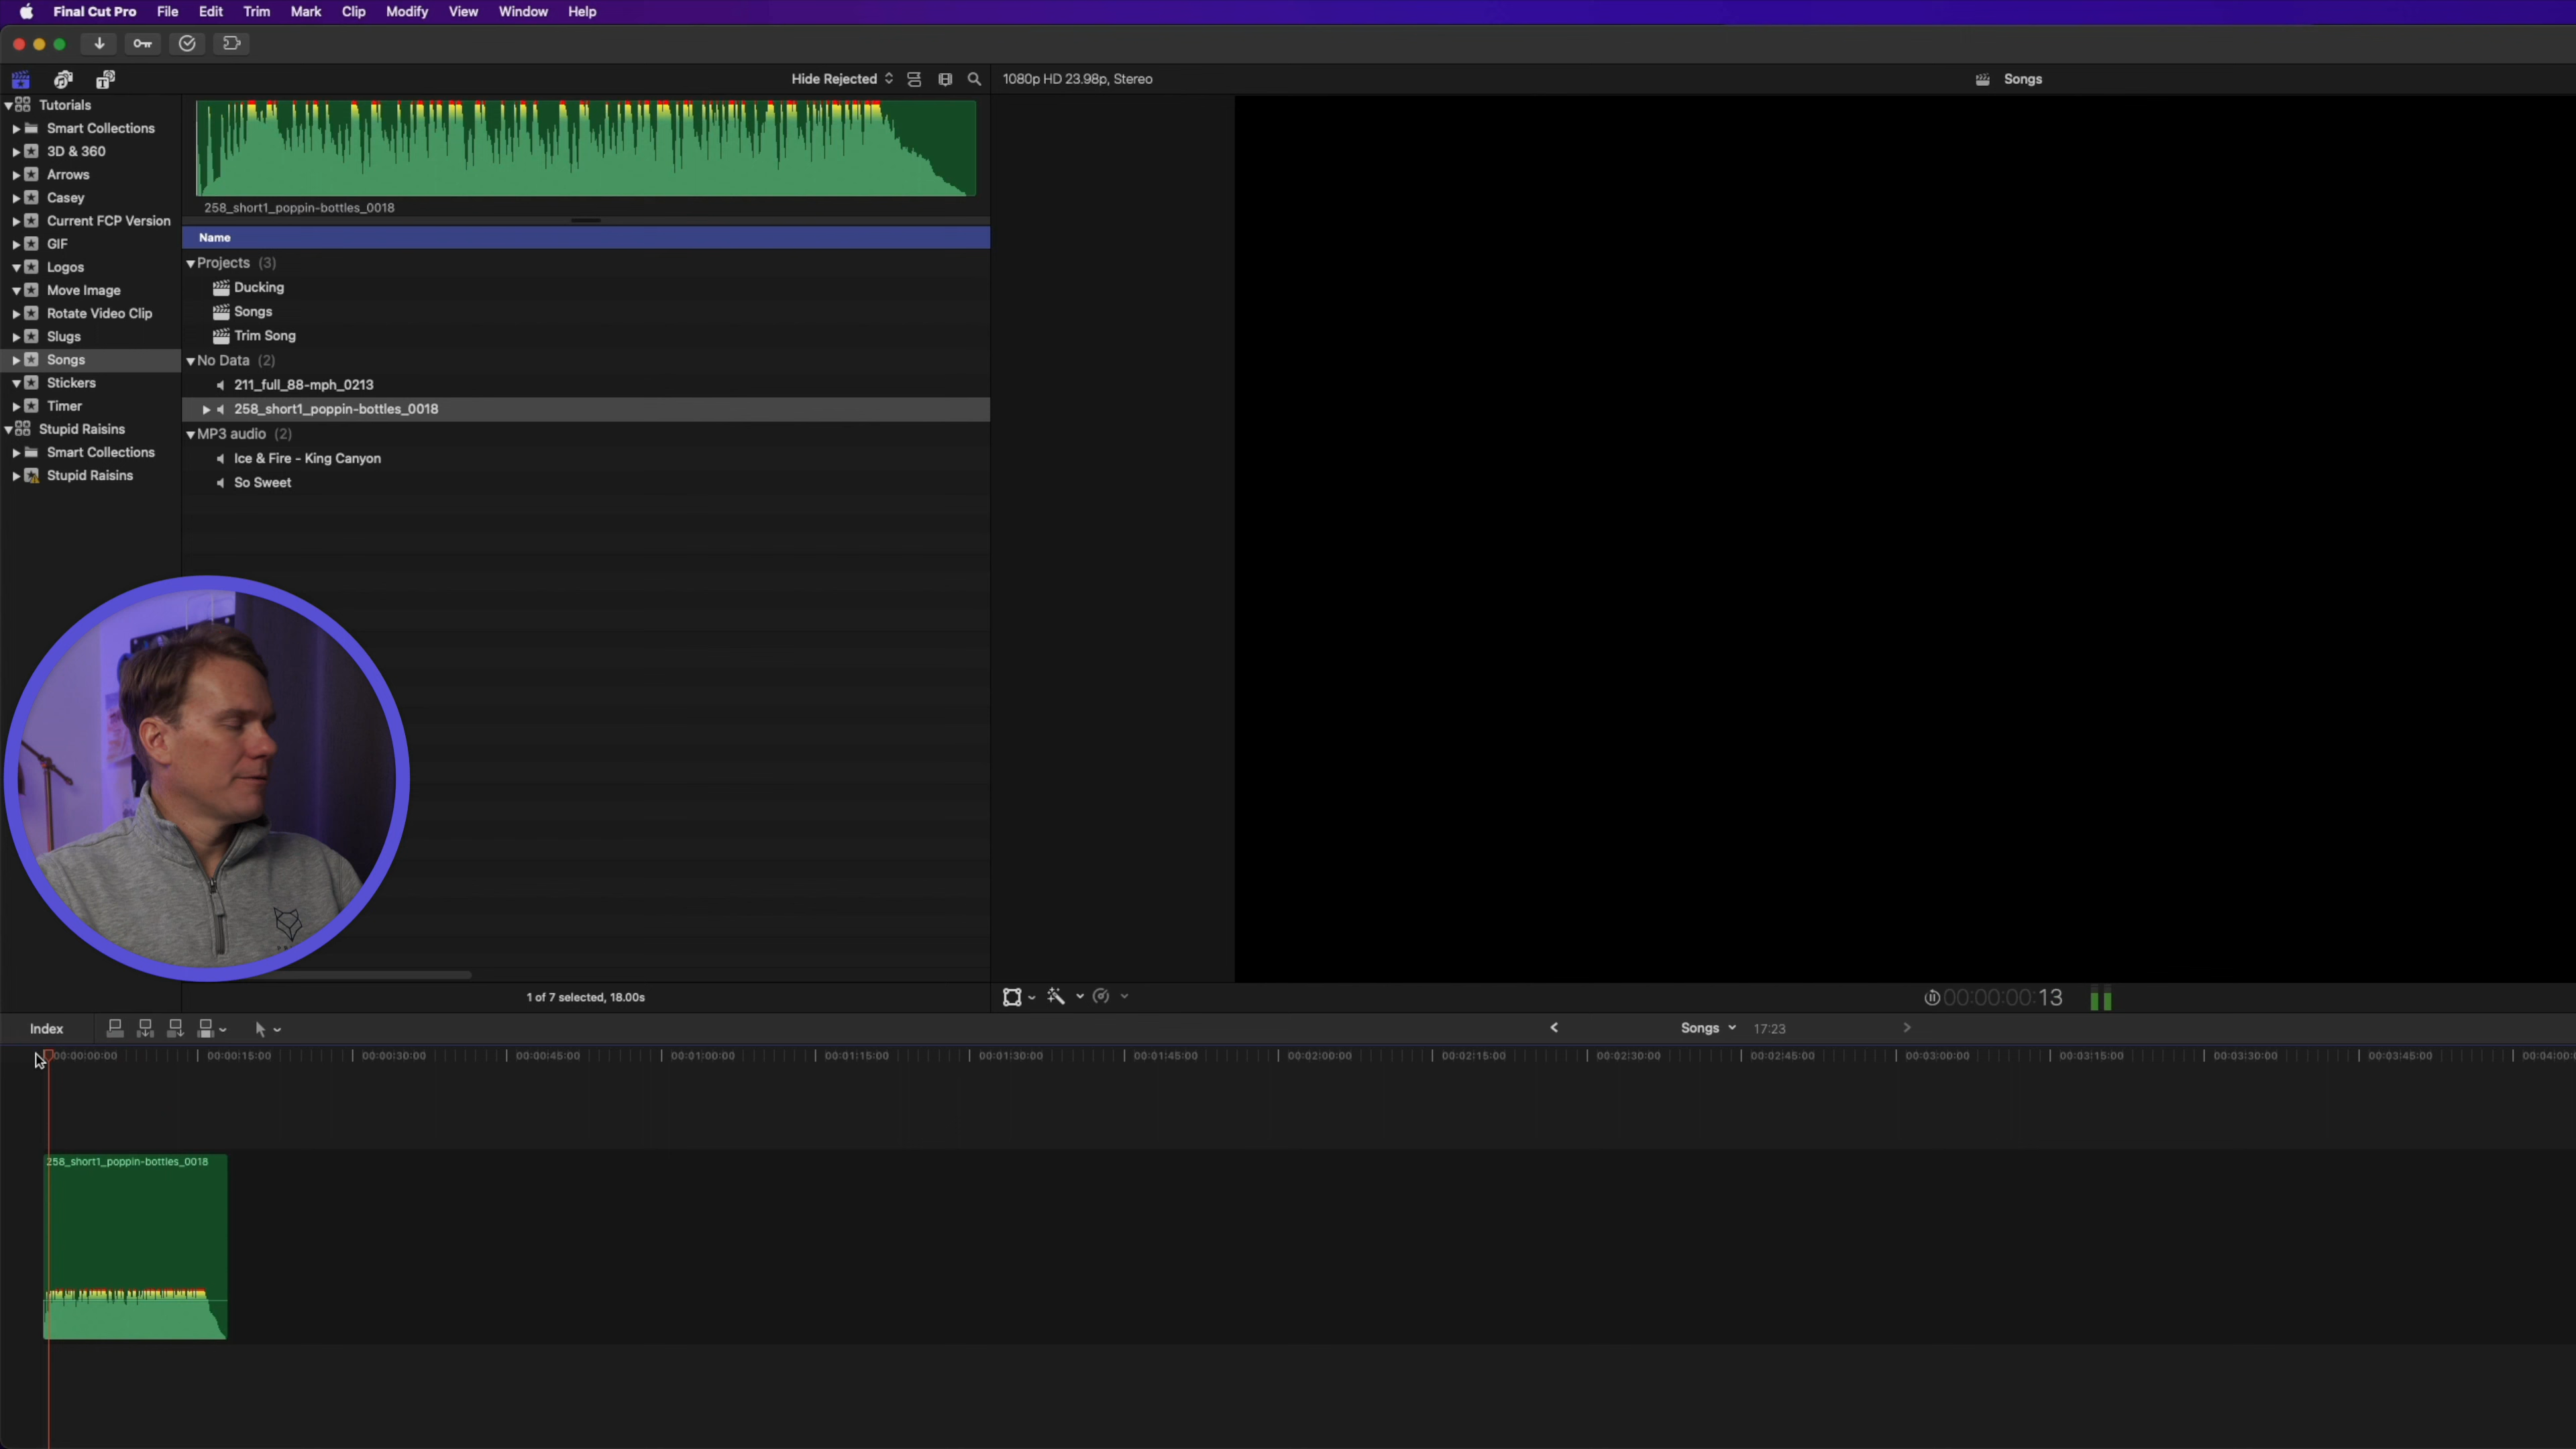 Final Cut Pro File Edit Trim Mark Clip Modify View Window Help
Hide Rejected
1080p HD 23.98p, Stereo
Songs
Tutorials
Smart Collections
3D & 360
Arrows
Casey
Current FCP Version
GIF
Logos
Move Image
Rotate Video Clip
Slugs
Songs
Stickers
Timer
Stupid Raisins
Smart Collections
Stupid Raisins
258_short1_poppin-bottles_0018
Name
Projects (3)
Ducking
Songs
Trim Song
No Data (2)
211_full_88-mph_0213
258_short1_poppin-bottles_0018
MP3 audio (2)
Ice & Fire - King Canyon
So Sweet
1 of 7 selected, 18.00s
00:00:00:13
Index
Songs 17:23
00:00:00:00 00:00:15:00 00:00:30:00 00:00:45:00 00:01:00:00 00:01:15:00 00:01:30:00 00:01:45:00 00:02:00:00 00:02:15:00 00:02:30:00 00:02:45:00 00:03:00:00 00:03:15:00 00:03:30:00 00:03:45:00 00:04:00:0
258_short1_poppin-bottles_0018